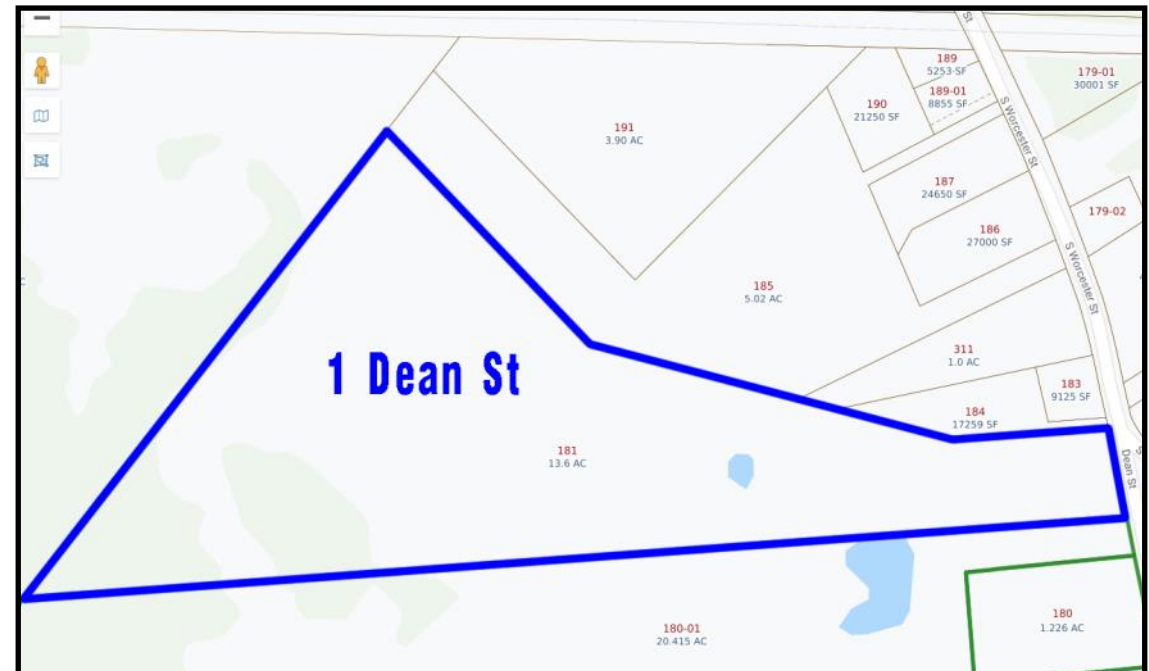 St
189
5253 SF
179-01
30001 SF
189-01
8855 SF
190
21250 SF
191
3.90 AC
S Worcester St
187
24650 SF
179-02
186
27000 SF
S Worcester St
185
5.02 AC
311
1.0 AC
1 Dean St
183
9125 SF
184
17259 SF
181
13.6 AC
Dean St
180
1.226 AC
180-01
20.415 AC